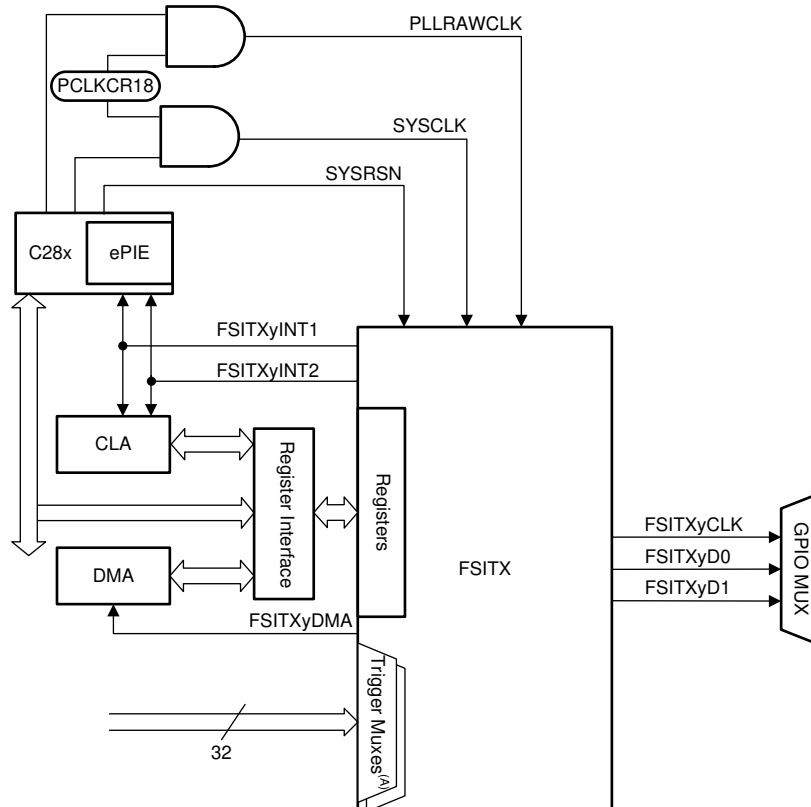 PLLRAWCLK
PCLKCR18
SYSCLK
SYSRSN
C28x
ePIE
FSITXyINT1
FSITXyINT2
CLA
Register Interface
Registers
FSITX
FSITXyCLK
FSITXyD0
FSITXyD1
GPIO MUX
DMA
FSITXyDMA
Trigger Muxes(A)
32